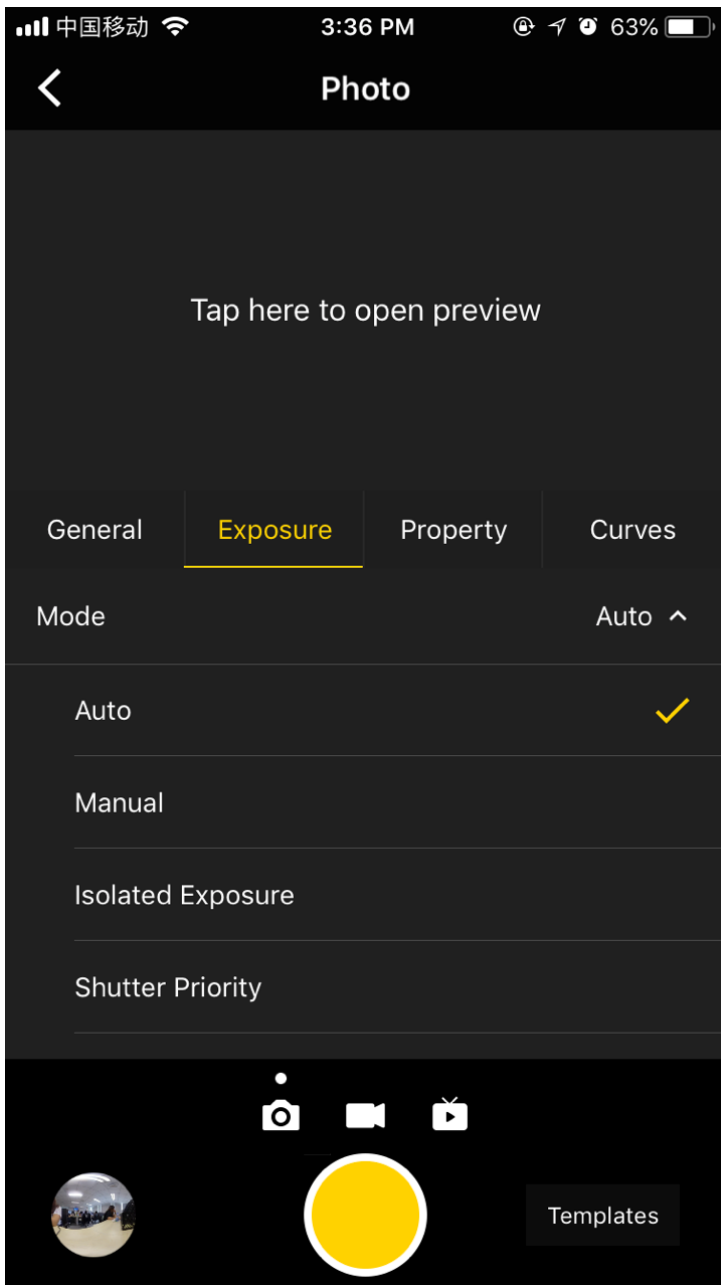 中国移动 3:36 PM 63%
Photo
Tap here to open preview
General Exposure Property Curves
Mode Auto
Auto
Manual
Isolated Exposure
Shutter Priority
Templates